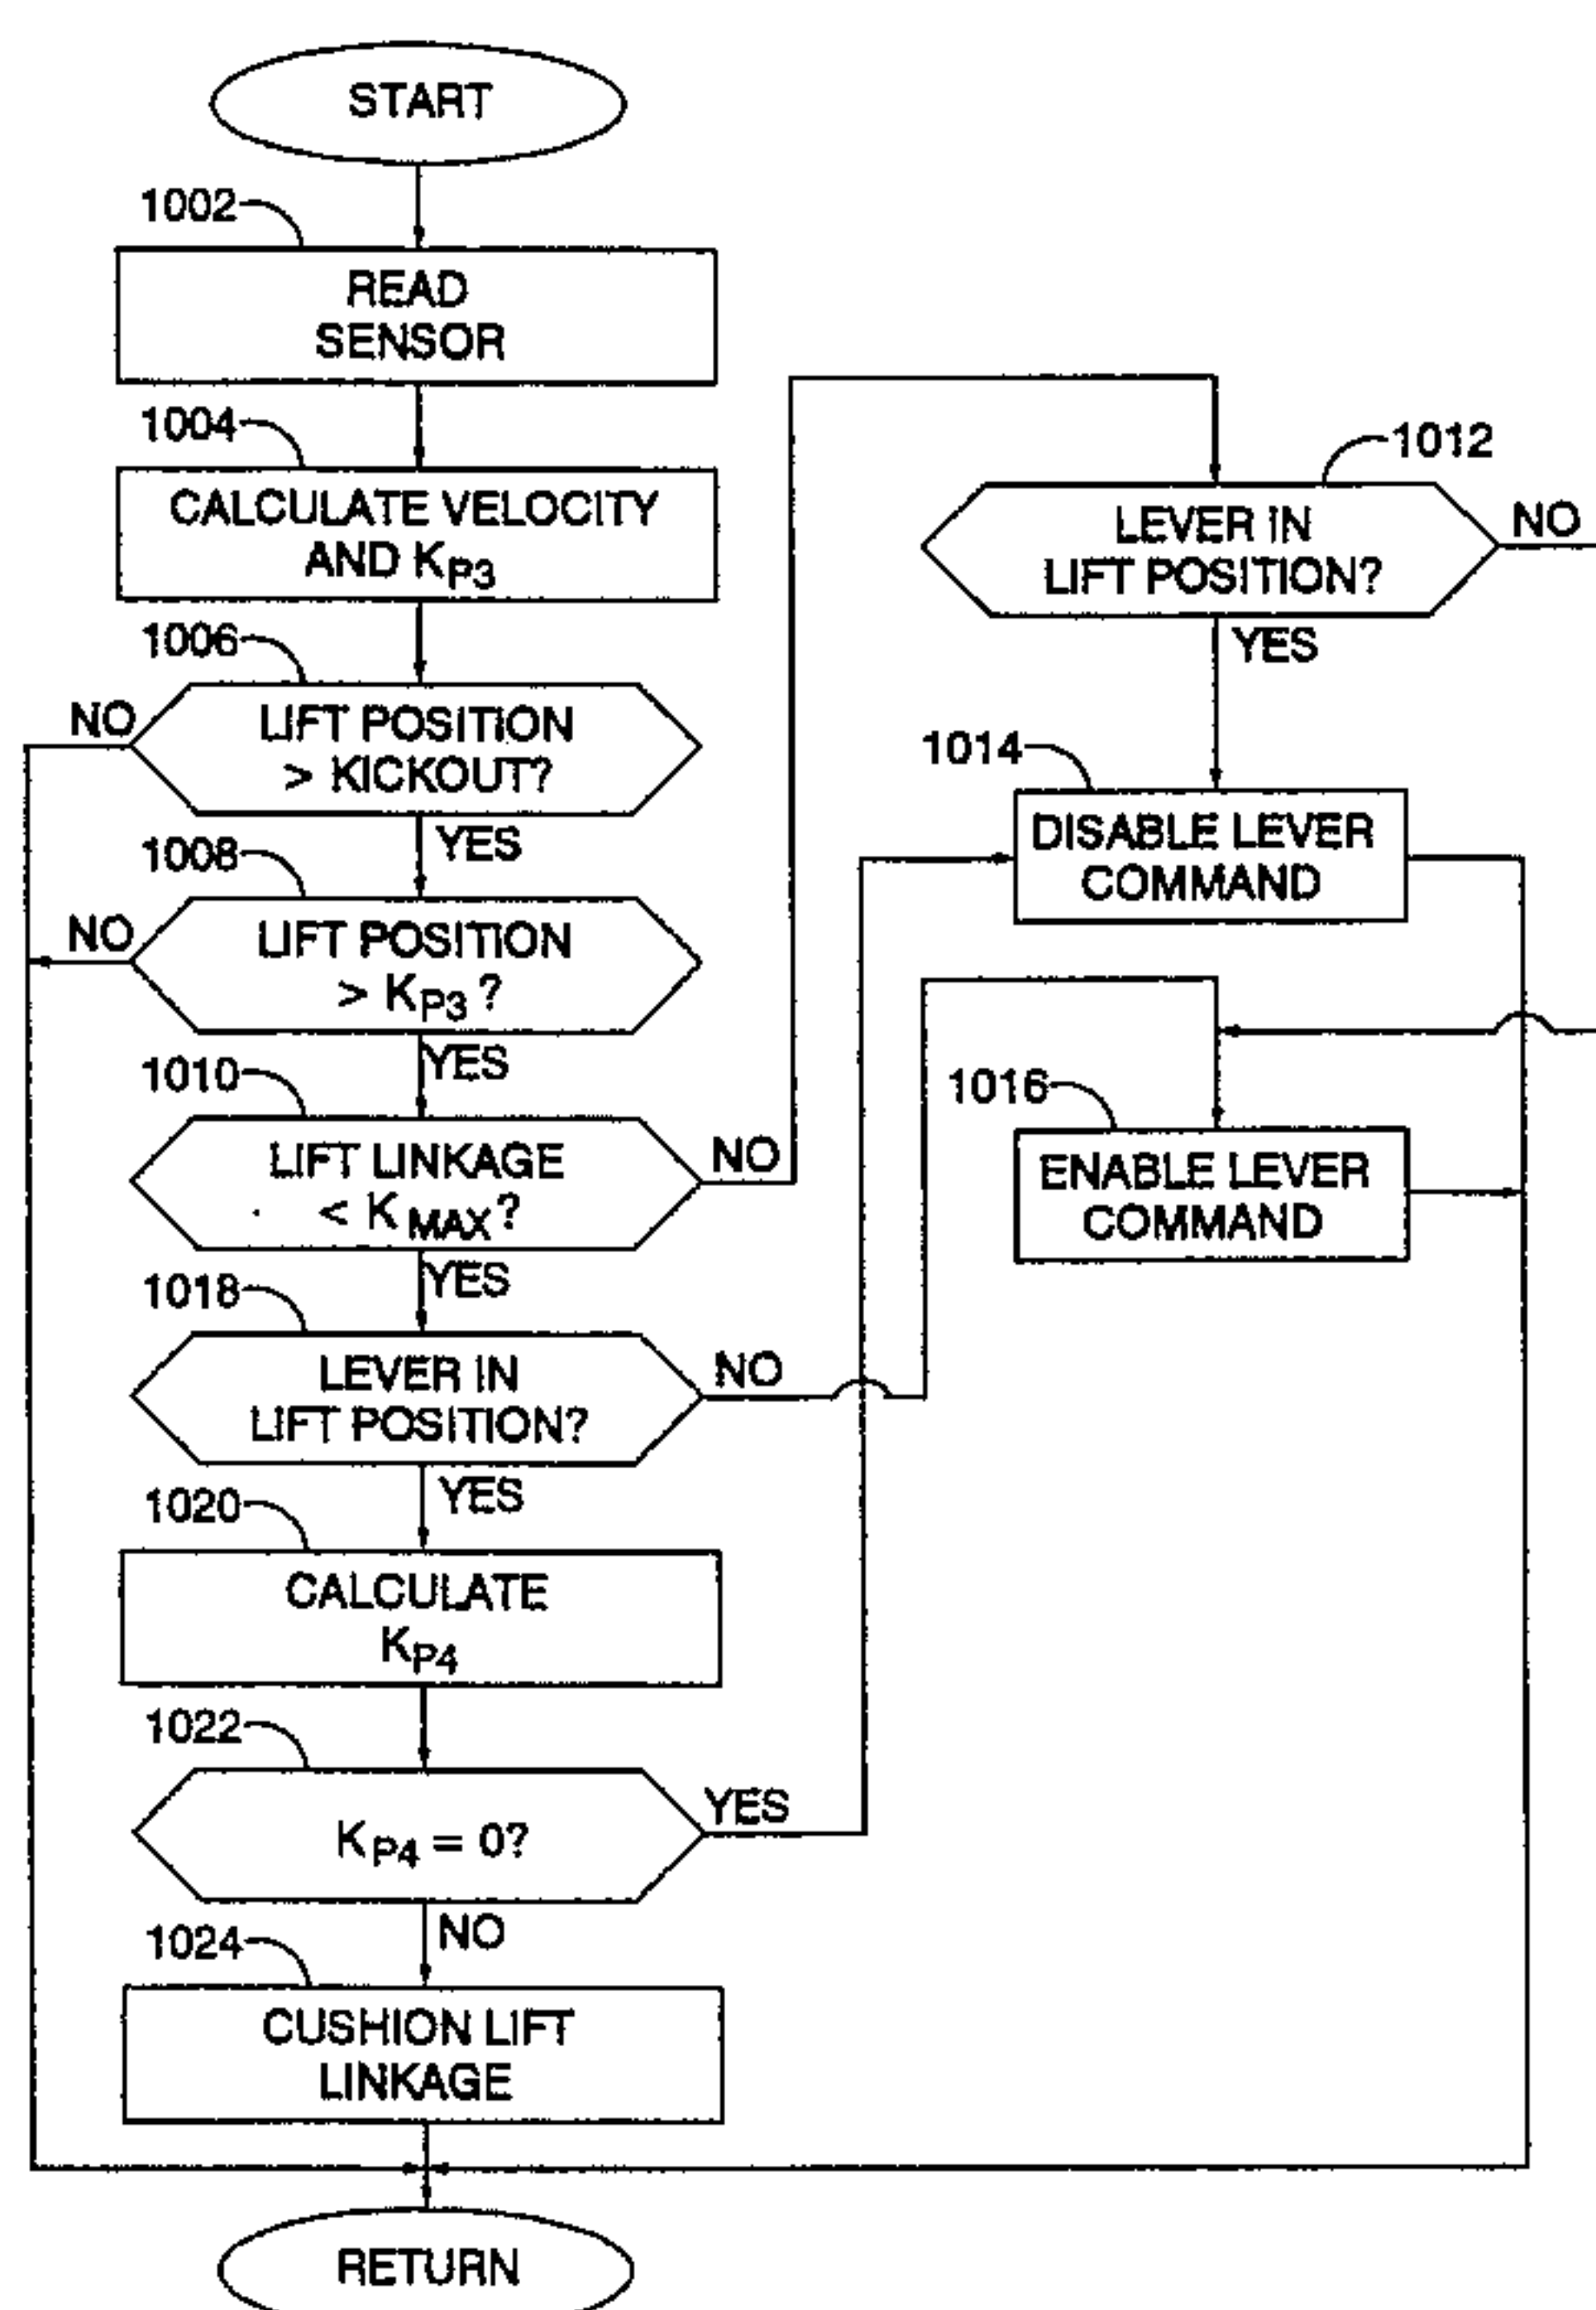 START
1002
READ
SENSOR
1004
CALCULATE VELOCITY
AND KP3
1006
NO
LIFT POSITION
> KICKOUT?
YES
1008
NO
LIFT POSITION
> KP3 ?
YES
1010
LIFT LINKAGE
< KMAX?
NO
YES
1018
LEVER IN
LIFT POSITION?
NO
YES
1020
CALCULATE
KP4
1022
KP4 = 0?
YES
NO
1024
CUSHION LIFT
LINKAGE
RETURN
1012
LEVER IN
LIFT POSITION?
NO
YES
1014
DISABLE LEVER
COMMAND
1016
ENABLE LEVER
COMMAND